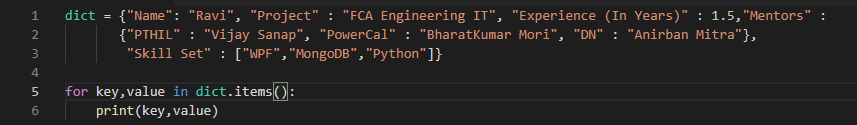 1 dict = {"Name": "Ravi", "Project" : "FCA Engineering IT", "Experience (In Years)" : 1.5,"Mentors" :
2 {"PTHIL" : "Vijay Sanap", "PowerCal" : "BharatKumar Mori", "DN" : "Anirban Mitra"},
3 "Skill Set" : ["WPF","MongoDB","Python"]}
4
5 for key,value in dict.items():
6 print(key,value)